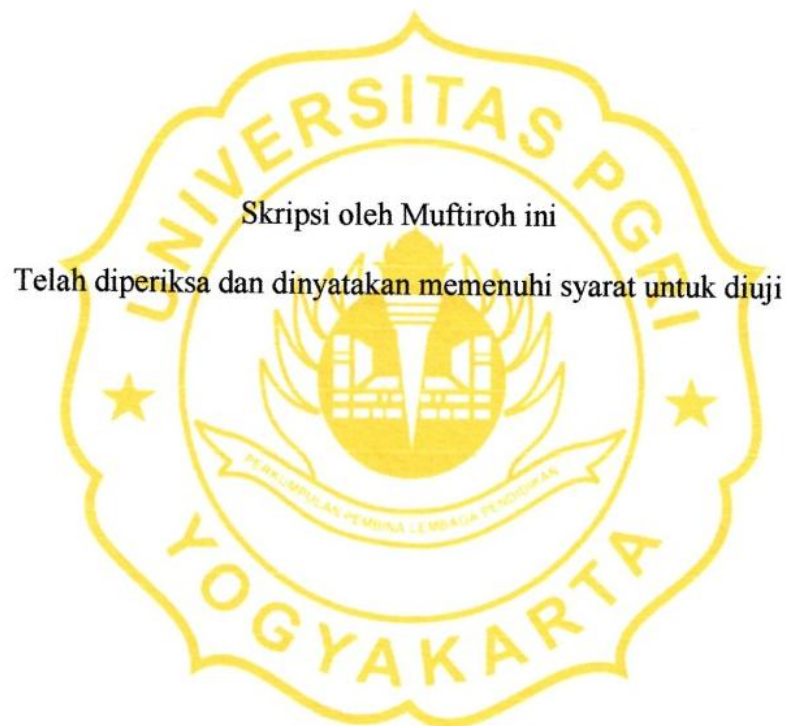 UNIVERSITAS PGRI
Skripsi oleh Muftiroh ini
Telah diperiksa dan dinyatakan memenuhi syarat untuk diuji
PERKUMPULAN PEMBINA LEMBAGA PENDIDIKAN
YOGYAKARTA